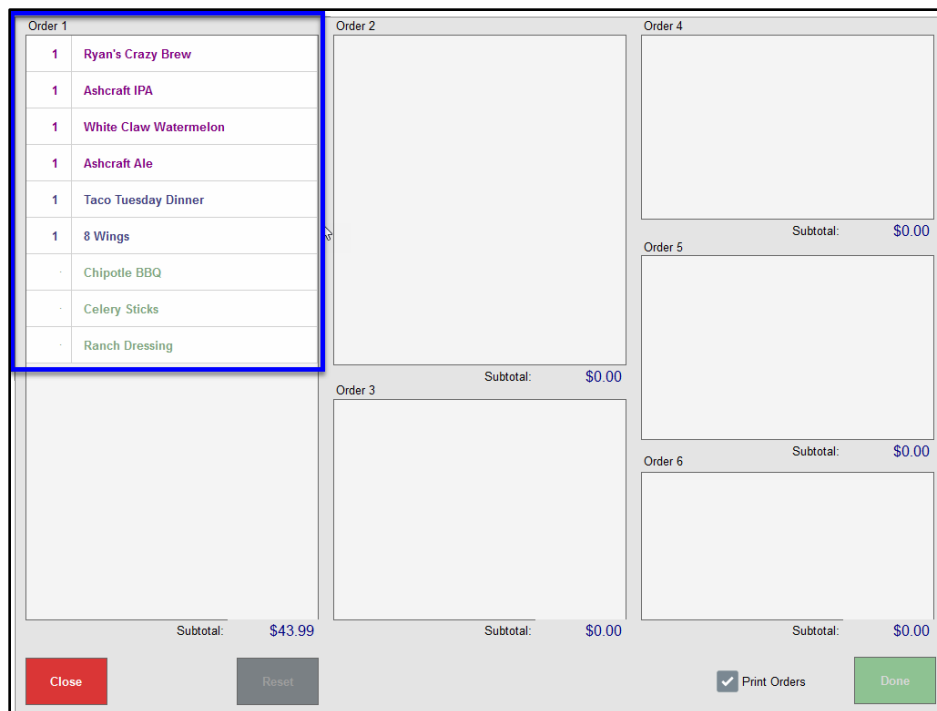 Order 1
1 Ryan's Crazy Brew
1 Ashcraft IPA
1 White Claw Watermelon
1 Ashcraft Ale
1 Taco Tuesday Dinner
1 8 Wings
Chipotle BBQ
Celery Sticks
Ranch Dressing
Subtotal: $43.99
Order 2
Subtotal: $0.00
Order 3
Subtotal: $0.00
Order 4
Subtotal: $0.00
Order 5
Subtotal: $0.00
Order 6
Subtotal: $0.00
Close
Reset
Print Orders
Done